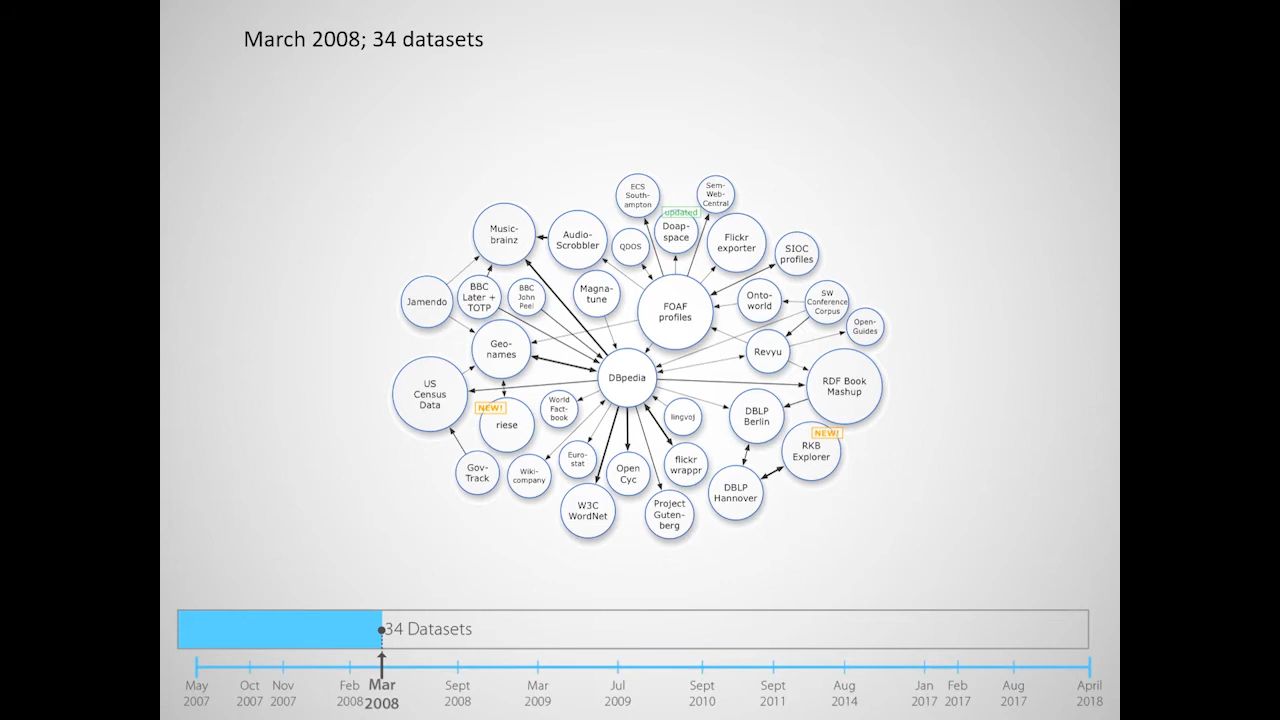 March 2008; 34 datasets
ECS
South-
ampton
Sem-
Web-
Central
updated
Doap-
space
Music-
brainz
Audio-
Scrobbler
QDOS
Flickr
exporter
SIOC
profiles
Jamendo
BBC
Later +
TOTP
BBC
John
Peel
Magna-
tune
FOAF
profiles
Onto-
world
SW
Conference
Corpus
Open-
Guides
Geo-
names
Revyu
DBpedia
US
Census
Data
RDF Book
Mashup
NEW!
riese
World
Fact-
book
lingvoj
DBLP
Berlin
NEW!
RKB
Explorer
Gov-
Track
Wiki-
company
Euro-
stat
Open
Cyc
flickr
wrappr
DBLP
Hannover
W3C
WordNet
Project
Guten-
berg
34 Datasets
May
2007
Oct
2007
Nov
2007
Feb
2008
Mar
2008
Sept
2008
Mar
2009
Jul
2009
Sept
2010
Sept
2011
Aug
2014
Jan
2017
Feb
2017
Aug
2017
April
2018